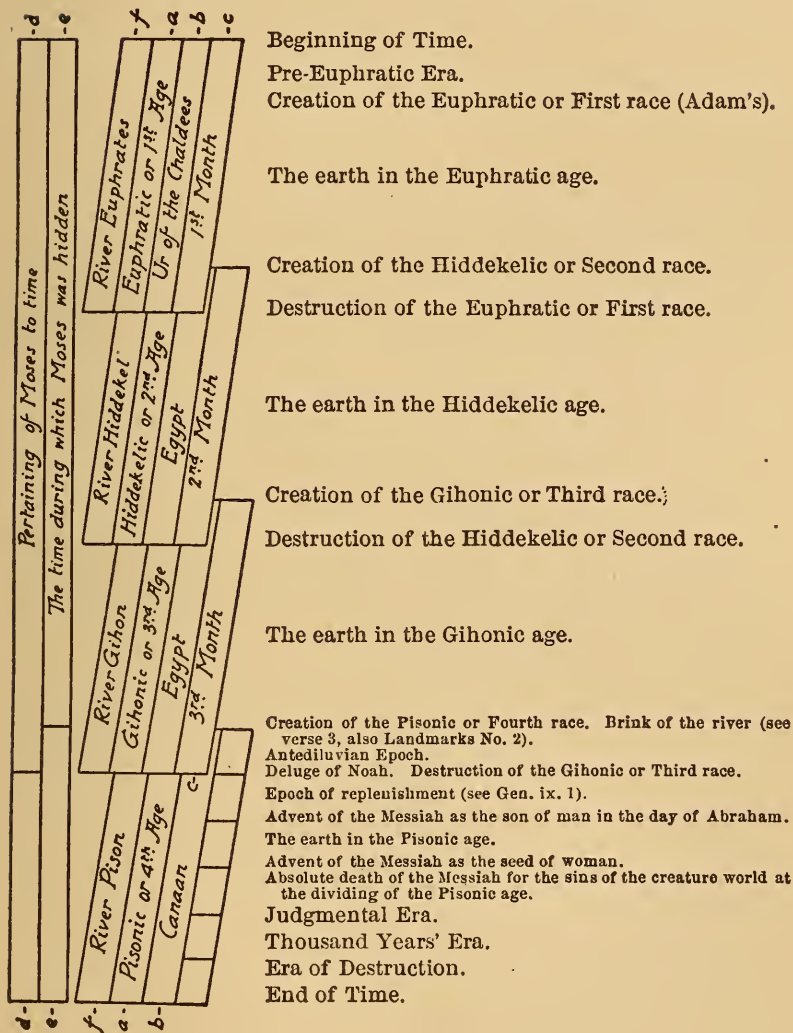 -d
-e
-f
-a
-b
-c
Pertaining of Moses to time
The time during which Moses was hidden
River Euphrates
Euphratic or 1st Age
Ur of the Chaldees
1st Month
River Hiddekel
Hiddekelic or 2nd Age
Egypt
2nd Month
River Gihon
Gihonic or 3rd Age
Egypt
3rd Month
River Pison
Pisonic or 4th Age
Canaan
c-
d-
e-
f-
a-
b-
Beginning of Time.
Pre-Euphratic Era.
Creation of the Euphratic or First race (Adam's).
The earth in the Euphratic age.
Creation of the Hiddekelic or Second race.
Destruction of the Euphratic or First race.
The earth in the Hiddekelic age.
Creation of the Gihonic or Third race.
Destruction of the Hiddekelic or Second race.
The earth in the Gihonic age.
Creation of the Pisonic or Fourth race. Brink of the river (see
verse 3, also Landmarks No. 2).
Antediluvian Epoch.
Deluge of Noah. Destruction of the Gihonic or Third race.
Epoch of replenishment (see Gen. ix. 1).
Advent of the Messiah as the son of man in the day of Abraham.
The earth in the Pisonic age.
Advent of the Messiah as the seed of woman.
Absolute death of the Messiah for the sins of the creature world at
the dividing of the Pisonic age.
Judgmental Era.
Thousand Years' Era.
Era of Destruction.
End of Time.